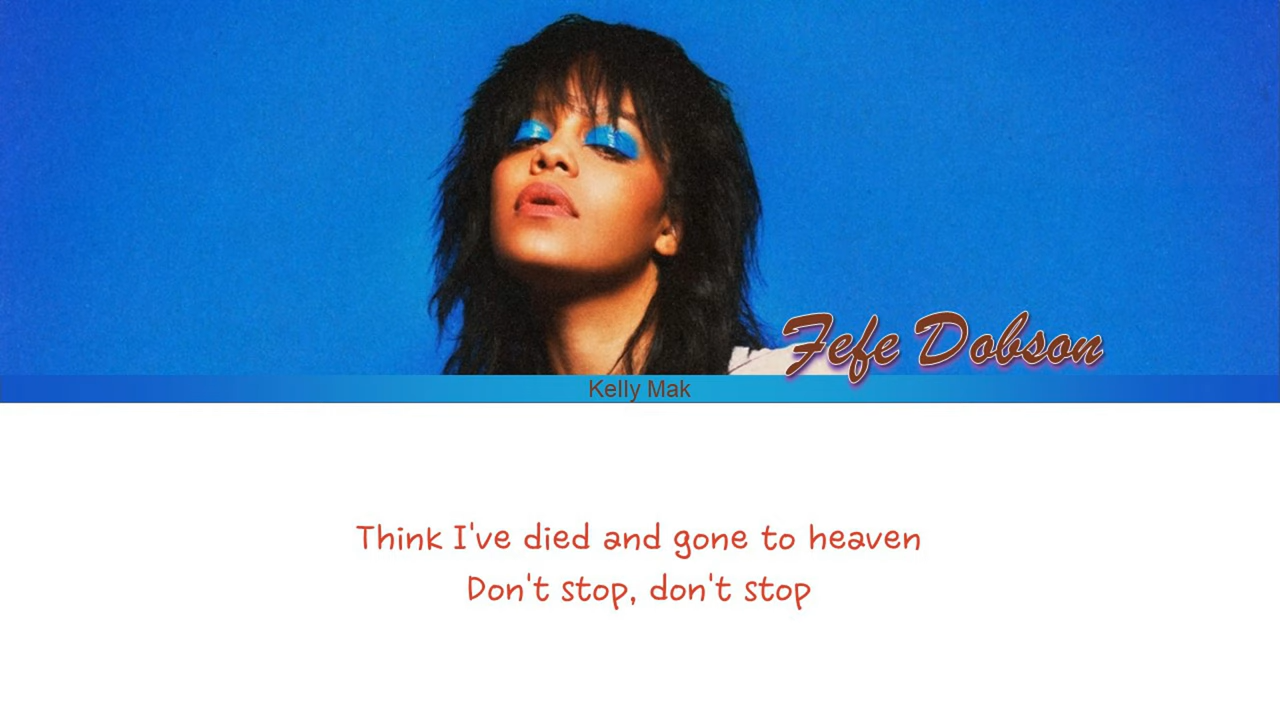 Fefe Dobson
Kelly Mak
Think I've died and gone to heaven
Don't stop, don't stop